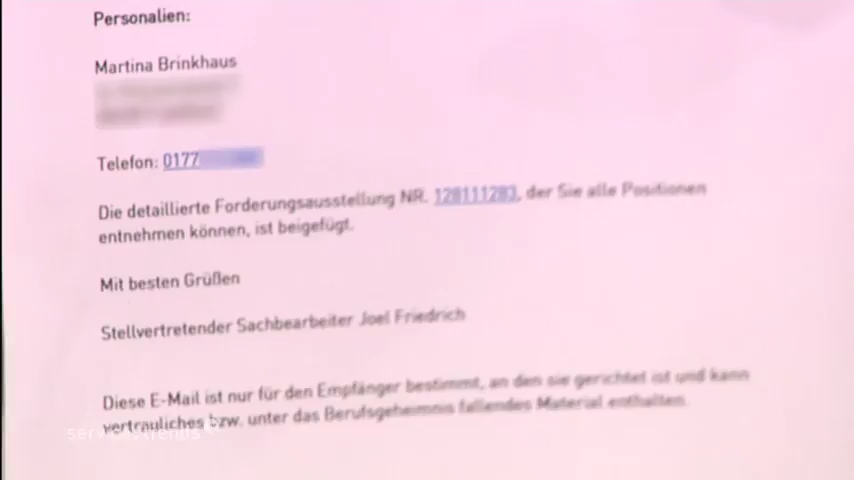 Personalien:
Martina Brinkhaus
Telefon: 0177
Die detaillierte Forderungsausstellung NR. 128111283, der Sie alle Positionen
entnehmen können, ist beigefügt.
Mit besten Grüßen
Stellvertretender Sachbearbeiter Joel Friedrich
Diese E-Mail ist nur für den Empfänger bestimmt, an den sie gerichtet ist und kann
vertrauliches bzw. unter das Berufsgeheimnis fallendes Material enthalten.